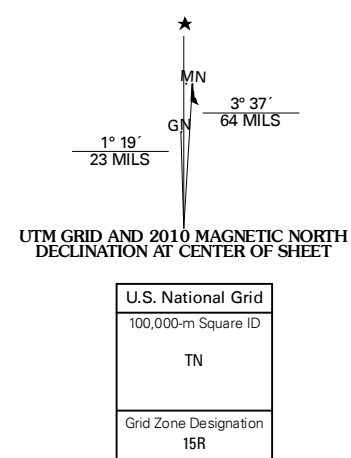 MN
3° 37´
64 MILS
GN
1° 19´
23 MILS
UTM GRID AND 2010 MAGNETIC NORTH
DECLINATION AT CENTER OF SHEET
U.S. National Grid
100,000-m Square ID
TN
Grid Zone Designation
15R